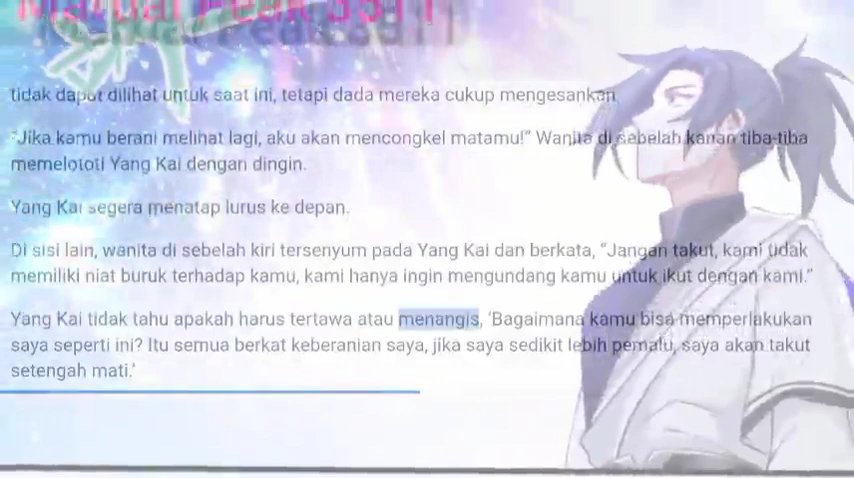 Martial Peak 3511
tidak dapat dilihat untuk saat ini, tetapi dada mereka cukup mengesankan.
“Jika kamu berani melihat lagi, aku akan mencongkel matamu!” Wanita di sebelah kanan tiba-tiba
memelototi Yang Kai dengan dingin.
Yang Kai segera menatap lurus ke depan.
Di sisi lain, wanita di sebelah kiri tersenyum pada Yang Kai dan berkata, “Jangan takut, kami tidak
memiliki niat buruk terhadap kamu, kami hanya ingin mengundang kamu untuk ikut dengan kami.”
Yang Kai tidak tahu apakah harus tertawa atau menangis, ‘Bagaimana kamu bisa memperlakukan
saya seperti ini? Itu semua berkat keberanian saya, jika saya sedikit lebih pemalu, saya akan takut
setengah mati.’